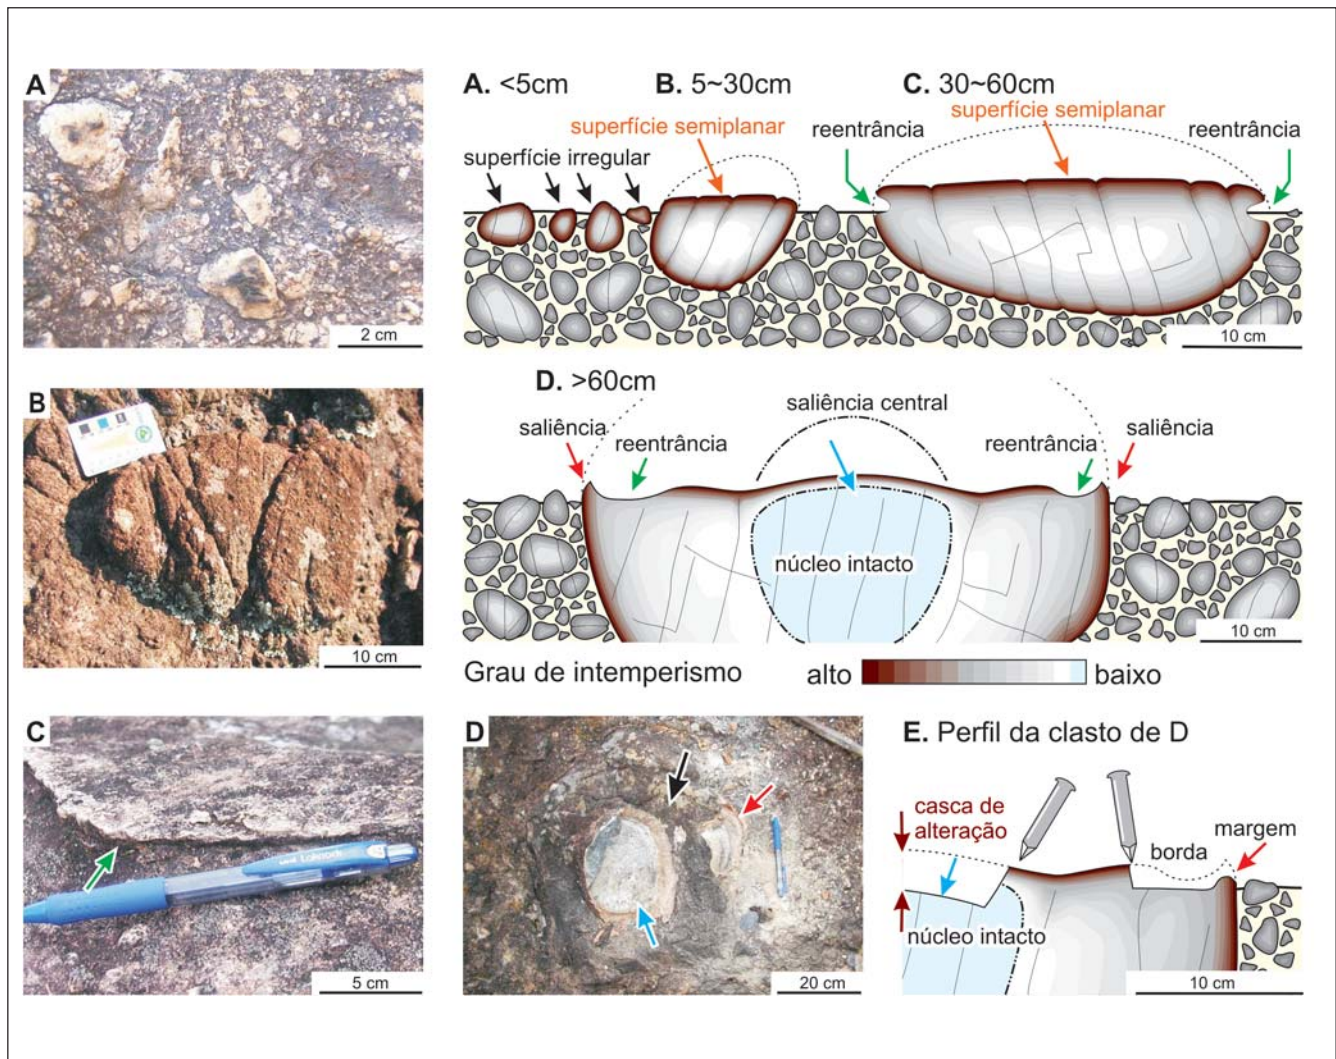 A
2 cm
A. <5cm
B. 5~30cm
C. 30~60cm
superfície semiplanar
superfície semiplanar
reentrância
reentrância
superfície irregular
10 cm
B
10 cm
D. >60cm
saliência central
saliência
reentrância
reentrância
saliência
núcleo intacto
10 cm
Grau de intemperismo
alto
baixo
C
5 cm
D
20 cm
E. Perfil da clasto de D
casca de
alteração
margem
borda
núcleo intacto
10 cm